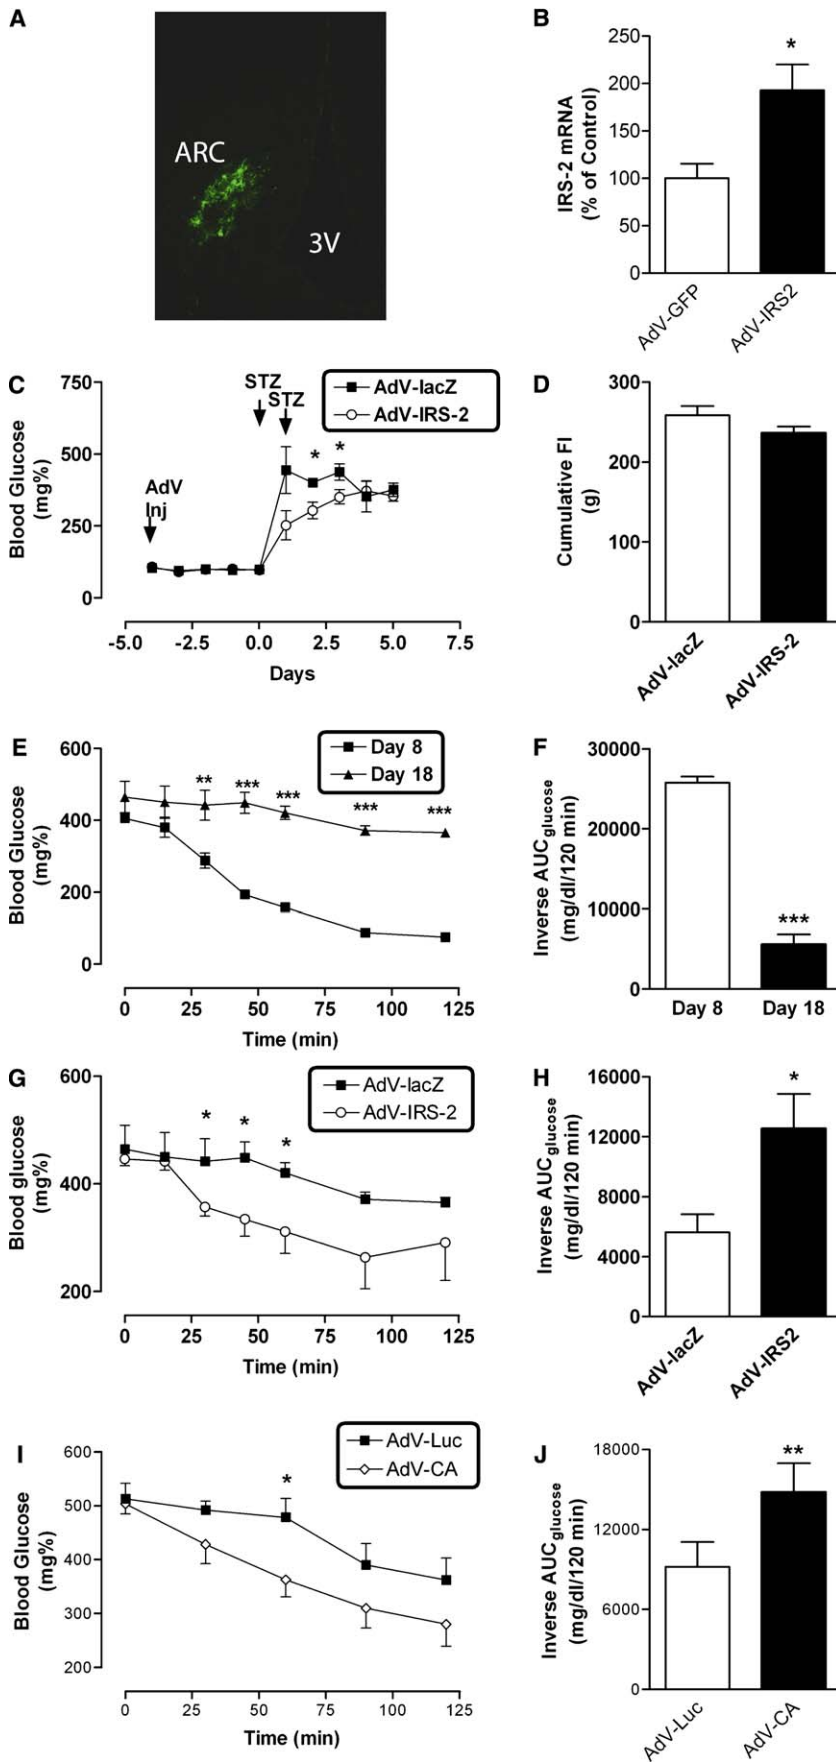 A
ARC
3V
B
IRS-2 mRNA
(% of Control)
250
200
150
100
50
0
*
AdV-GFP
AdV-IRS2
C
Blood Glucose
(mg%)
750
500
250
0
AdV
Inj
STZ
STZ
AdV-lacZ
AdV-IRS-2
* *
-5.0 -2.5 0.0 2.5 5.0 7.5
Days
D
Cumulative FI
(g)
300
200
100
0
AdV-lacZ
AdV-IRS-2
E
Blood Glucose
(mg%)
600
400
200
0
Day 8
Day 18
** *** *** *** ***
0 25 50 75 100 125
Time (min)
F
Inverse AUCglucose
(mg/dl/120 min)
30000
20000
10000
0
***
Day 8 Day 18
G
Blood glucose
(mg%)
600
400
200
AdV-lacZ
AdV-IRS-2
* * *
0 25 50 75 100 125
Time (min)
H
Inverse AUCglucose
(mg/dl/120 min)
16000
12000
8000
4000
0
*
AdV-lacZ
AdV-IRS2
I
Blood Glucose
(mg%)
600
500
400
300
200
AdV-Luc
AdV-CA
*
0 25 50 75 100 125
Time (min)
J
Inverse AUCglucose
(mg/dl/120 min)
18000
12000
6000
0
**
AdV-Luc
AdV-CA